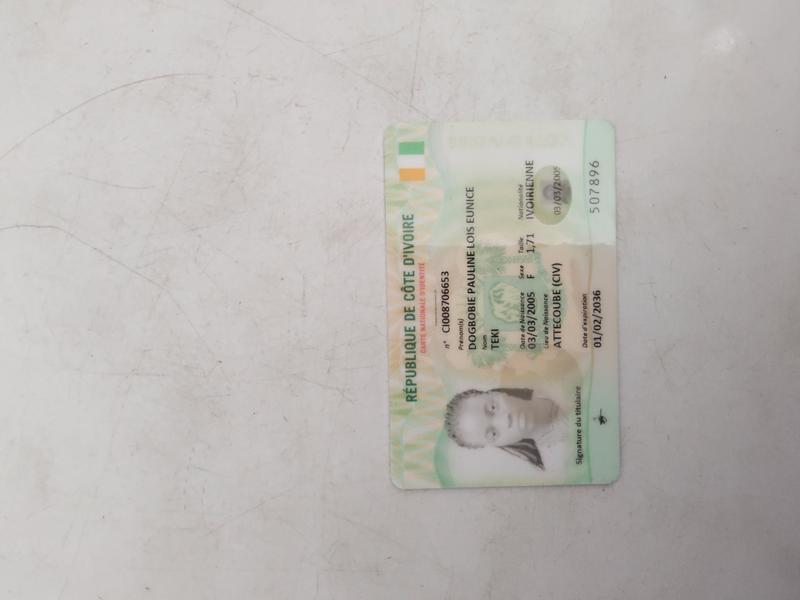 RÉPUBLIQUE DE CÔTE D'IVOIRE
CARTE NATIONALE D'IDENTITÉ
n° CI008706653
Prénom(s)
DOGBOBIE PAULINE LOIS EUNICE
Nom
TEKI
Date de Naissance Sexe Taille Nationalité
03/03/2005 F 1,71 IVOIRIENNE
Lieu de Naissance
ATTECOUBE (CIV)
03/03/2005
Date d'expiration
01/02/2036
Signature du titulaire
507896